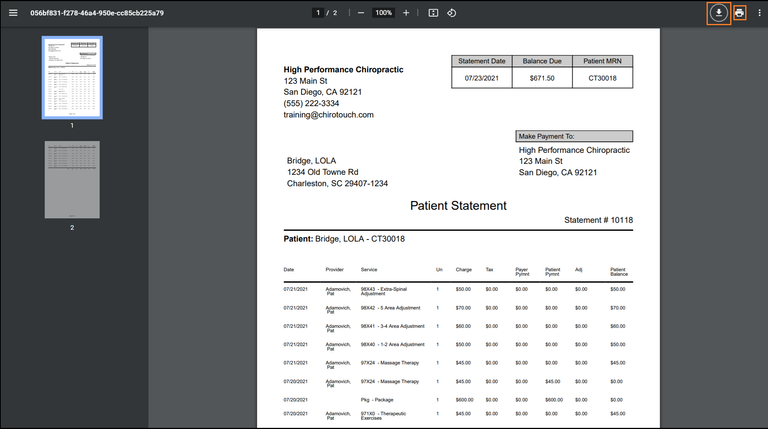 056bf831-f278-46a4-950e-cc85cb225a79
1 / 2
100%
1
2
High Performance Chiropractic
123 Main St
San Diego, CA 92121
(555) 222-3334
training@chirotouch.com
Statement Date Balance Due Patient MRN
07/23/2021 $671.50 CT30018
Make Payment To:
High Performance Chiropractic
123 Main St
San Diego, CA 92121
Bridge, LOLA
1234 Old Towne Rd
Charleston, SC 29407-1234
Patient Statement
Statement # 10118
Patient: Bridge, LOLA - CT30018
Date Provider Service Un Charge Tax Payer Pymnt Patient Pymnt Adj Patient Balance
07/21/2021 Adamovich, Pat 98X43 - Extra-Spinal Adjustment 1 $50.00 $0.00 $0.00 $0.00 $0.00 $50.00
07/21/2021 Adamovich, Pat 98X42 - 5 Area Adjustment 1 $70.00 $0.00 $0.00 $0.00 $0.00 $70.00
07/21/2021 Adamovich, Pat 98X41 - 3-4 Area Adjustment 1 $60.00 $0.00 $0.00 $0.00 $0.00 $60.00
07/21/2021 Adamovich, Pat 98X40 - 1-2 Area Adjustment 1 $50.00 $0.00 $0.00 $0.00 $0.00 $50.00
07/21/2021 Adamovich, Pat 97X24 - Massage Therapy 1 $45.00 $0.00 $0.00 $0.00 $0.00 $45.00
07/20/2021 Adamovich, Pat 97X24 - Massage Therapy 1 $45.00 $0.00 $0.00 $45.00 $0.00 $0.00
07/20/2021 Pkg - Package 1 $600.00 $0.00 $0.00 $600.00 $0.00 $0.00
07/20/2021 Adamovich, Pat 971X0 - Therapeutic Exercises 1 $45.00 $0.00 $0.00 $0.00 $0.00 $45.00